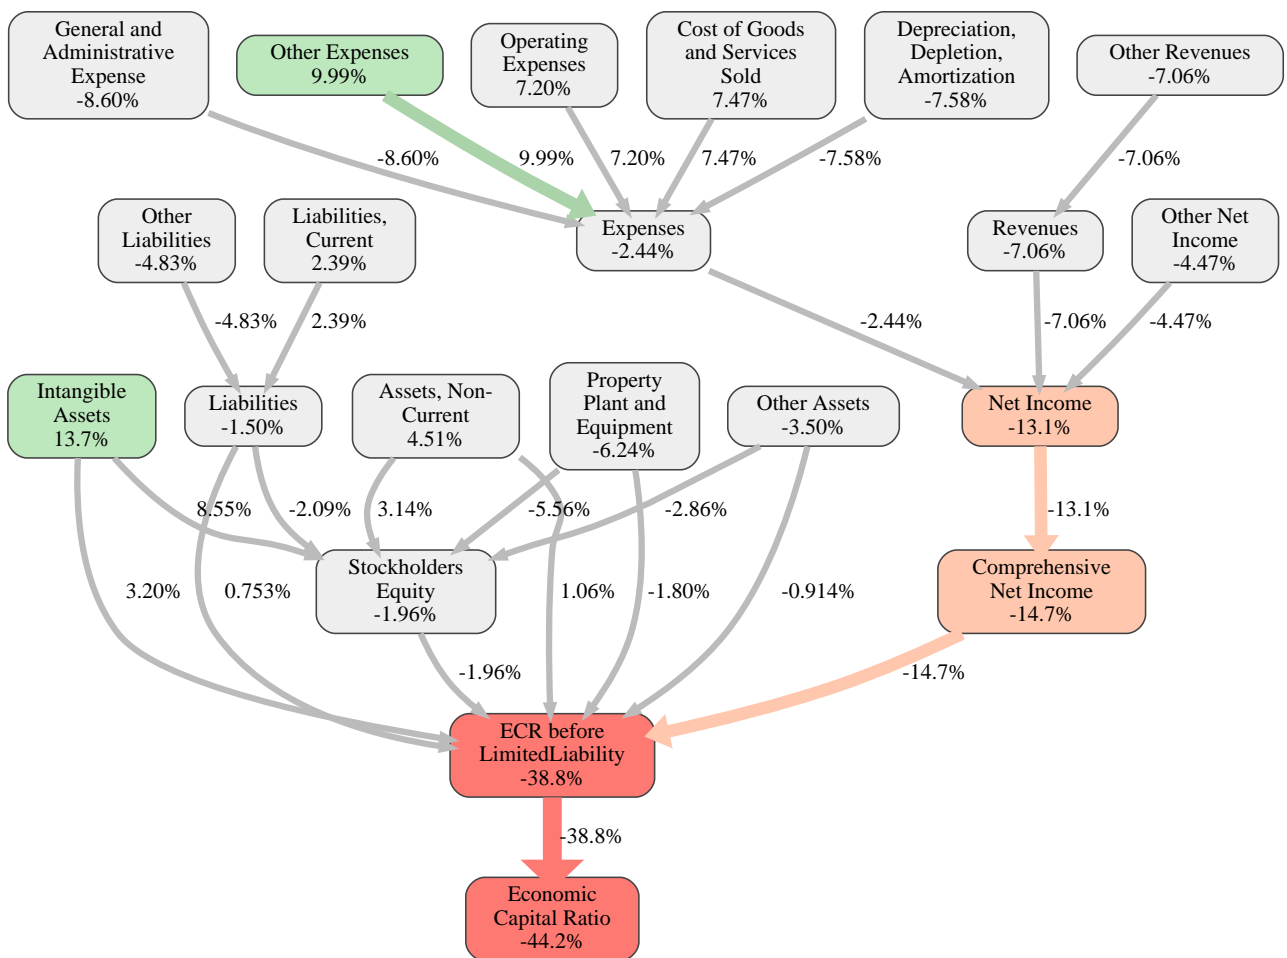 General and
Administrative
Expense
-8.60%
Other Expenses
9.99%
Operating
Expenses
7.20%
Cost of Goods
and Services
Sold
7.47%
Depreciation,
Depletion,
Amortization
-7.58%
Other Revenues
-7.06%
-8.60%
9.99%
7.20%
7.47%
-7.58%
-7.06%
Other
Liabilities
-4.83%
Liabilities,
Current
2.39%
Expenses
-2.44%
Revenues
-7.06%
Other Net
Income
-4.47%
-4.83%
2.39%
-2.44%
-7.06%
-4.47%
Intangible
Assets
13.7%
Liabilities
-1.50%
Assets, Non-
Current
4.51%
Property
Plant and
Equipment
-6.24%
Other Assets
-3.50%
Net Income
-13.1%
8.55%
-2.09%
3.14%
-5.56%
-2.86%
-13.1%
Stockholders
Equity
-1.96%
Comprehensive
Net Income
-14.7%
3.20%
0.753%
1.06%
-1.80%
-0.914%
-1.96%
-14.7%
ECR before
LimitedLiability
-38.8%
-38.8%
Economic
Capital Ratio
-44.2%